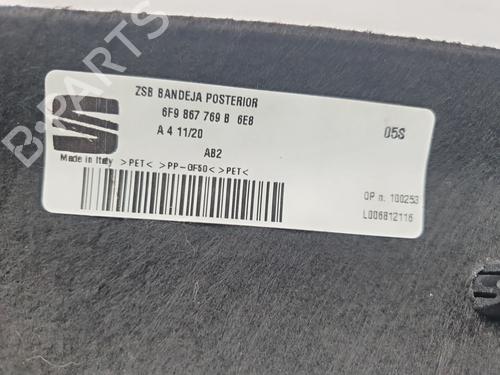 ZSB BANDEJA POSTERIOR
6F9 867 769 B 6E8
A 4 11/20
05S
AB2
Made in Italy >PET< >PP-GF50< >PET<
OP n. 100253
L006812116
B-PARTS